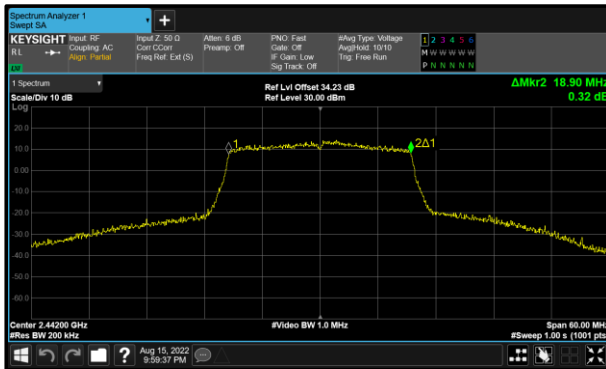 Spectrum Analyzer 1
Swept SA
KEYSIGHT
RL
Input: RF
Coupling: AC
Align: Partial
Input Z: 50 Ω
Corr CCorr
Freq Ref: Ext (S)
Atten: 6 dB
Preamp: Off
PNO: Fast
Gate: Off
IF Gain: Low
Sig Track: Off
#Avg Type: Voltage
Avg|Hold: 10/10
Trig: Free Run
1 2 3 4 5 6
M W W W W W
P N N N N N
1 Spectrum
Scale/Div 10 dB
Log
Ref Lvl Offset 34.23 dB
Ref Level 30.00 dBm
ΔMkr2 18.90 MHz
0.32 dB
20.0
10.0
0.00
-10.0
-20.0
-30.0
-40.0
-50.0
-60.0
1
2Δ1
Center 2.44200 GHz
#Res BW 200 kHz
#Video BW 1.0 MHz
Span 60.00 MHz
#Sweep 1.00 s (1001 pts)
Aug 15, 2022
9:59:37 PM